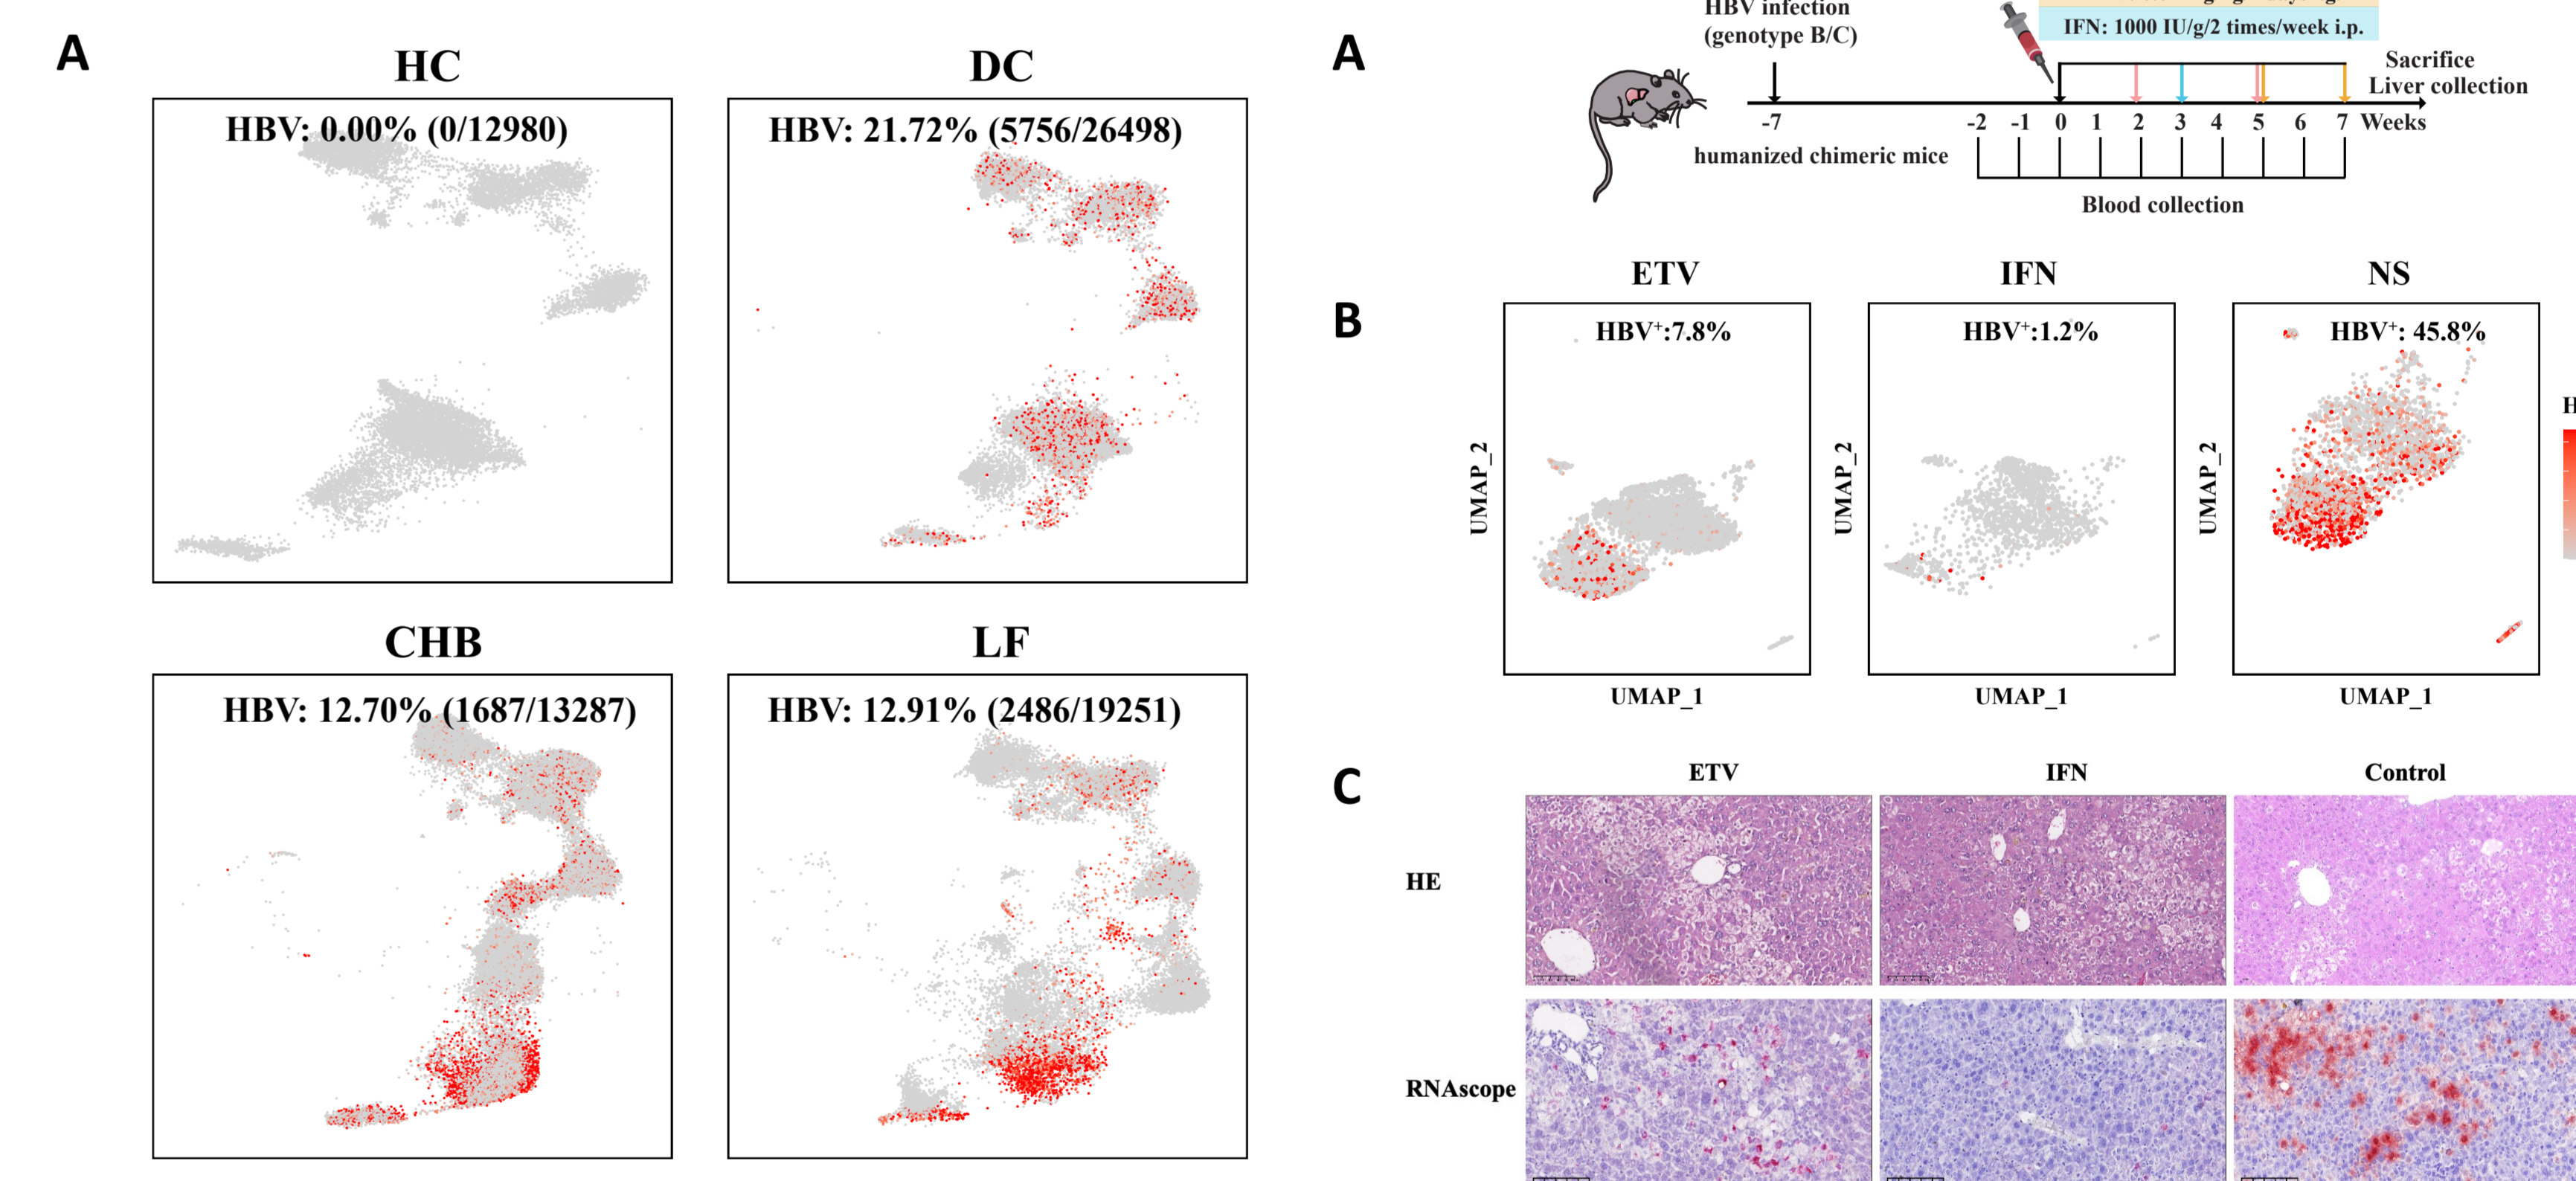 A
HC
DC
HBV: 0.00% (0/12980)
HBV: 21.72% (5756/26498)
CHB
LF
HBV: 12.70% (1687/13287)
HBV: 12.91% (2486/19251)
A
HBV infection
(genotype B/C)
IFN: 1000 IU/g/2 times/week i.p.
Sacrifice
Liver collection
-7
-2 -1 0 1 2 3 4 5 6 7 Weeks
humanized chimeric mice
Blood collection
B
ETV
IFN
NS
HBV⁺:7.8%
HBV⁺:1.2%
HBV⁺: 45.8%
H
UMAP_2
UMAP_2
UMAP_2
UMAP_1
UMAP_1
UMAP_1
C
ETV
IFN
Control
HE
RNAscope